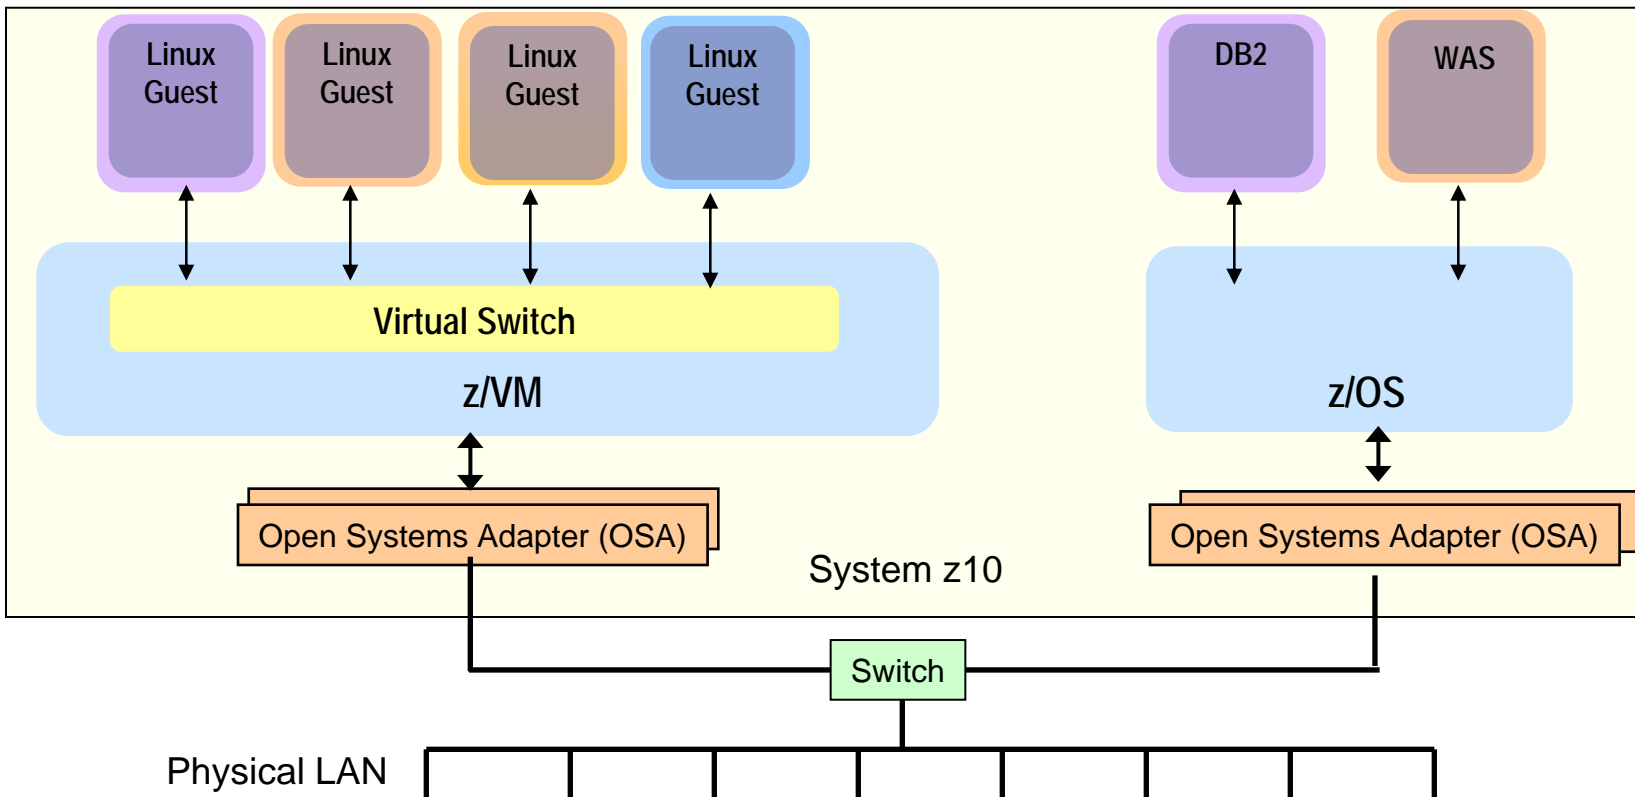 Linux
Guest
Linux
Guest
Linux
Guest
Linux
Guest
DB2
WAS
Virtual Switch
z/VM
z/OS
Open Systems Adapter (OSA)
Open Systems Adapter (OSA)
System z10
Switch
Physical LAN